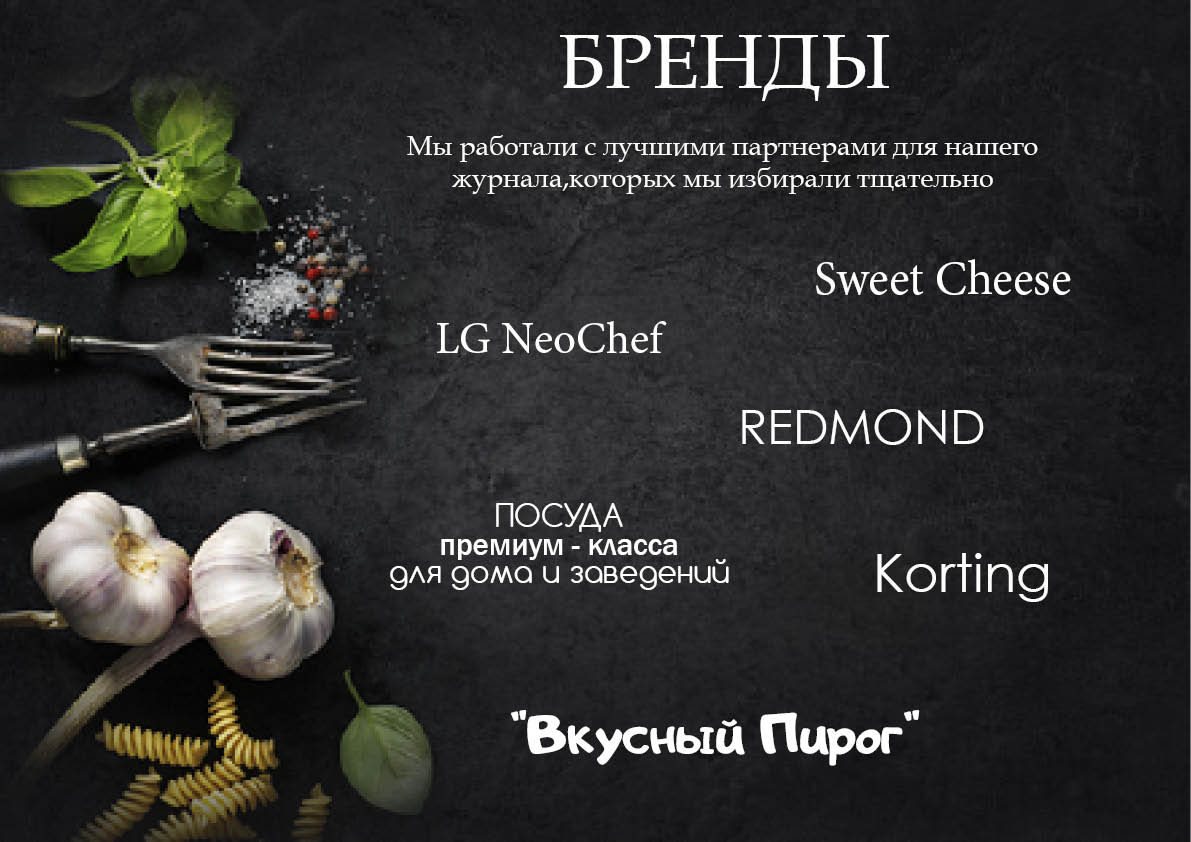 БРЕНДЫ
Мы работали с лучшими партнерами для нашего
журнала,которых мы избирали тщательно
Sweet Cheese
LG NeoChef
REDMOND
ПОСУДА
премиум - класса
для дома и заведений
Korting
"Вкусный Пирог"